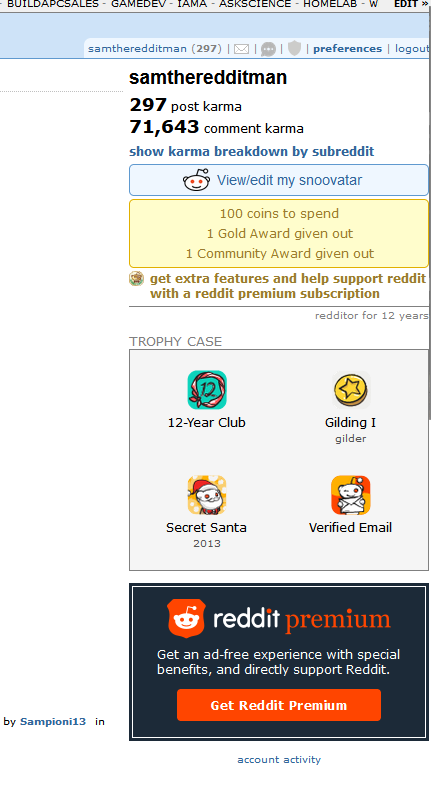 - BUILDAPCSALES - GAMEDEV - IAMA - ASKSCIENCE - HOMELAB - W EDIT »
samtheredditman (297) | | | | preferences | logout
samtheredditman
297 post karma
71,643 comment karma
show karma breakdown by subreddit
View/edit my snoovatar
100 coins to spend
1 Gold Award given out
1 Community Award given out
get extra features and help support reddit
with a reddit premium subscription
redditor for 12 years
TROPHY CASE
12
12-Year Club
Gilding I
gilder
Secret Santa
2013
Verified Email
reddit premium
Get an ad-free experience with special
benefits, and directly support Reddit.
Get Reddit Premium
by Sampioni13 in
account activity